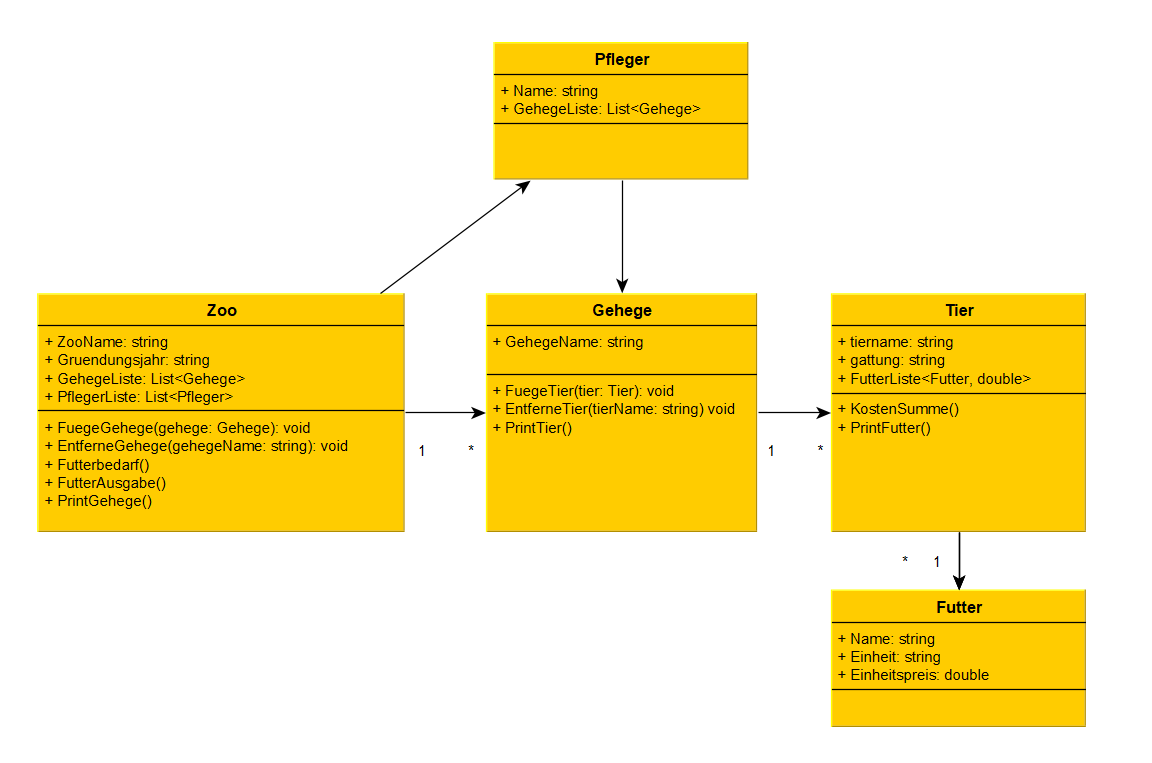 Pfleger
+ Name: string
+ GehegeListe: List<Gehege>
Zoo
+ ZooName: string
+ Gruendungsjahr: string
+ GehegeListe: List<Gehege>
+ PflegerListe: List<Pfleger>
+ FuegeGehege(gehege: Gehege): void
+ EntferneGehege(gehegeName: string): void
+ Futterbedarf()
+ FutterAusgabe()
+ PrintGehege()
1 *
Gehege
+ GehegeName: string
+ FuegeTier(tier: Tier): void
+ EntferneTier(tierName: string) void
+ PrintTier()
1 *
Tier
+ tiername: string
+ gattung: string
+ FutterListe<Futter, double>
+ KostenSumme()
+ PrintFutter()
* 1
Futter
+ Name: string
+ Einheit: string
+ Einheitspreis: double